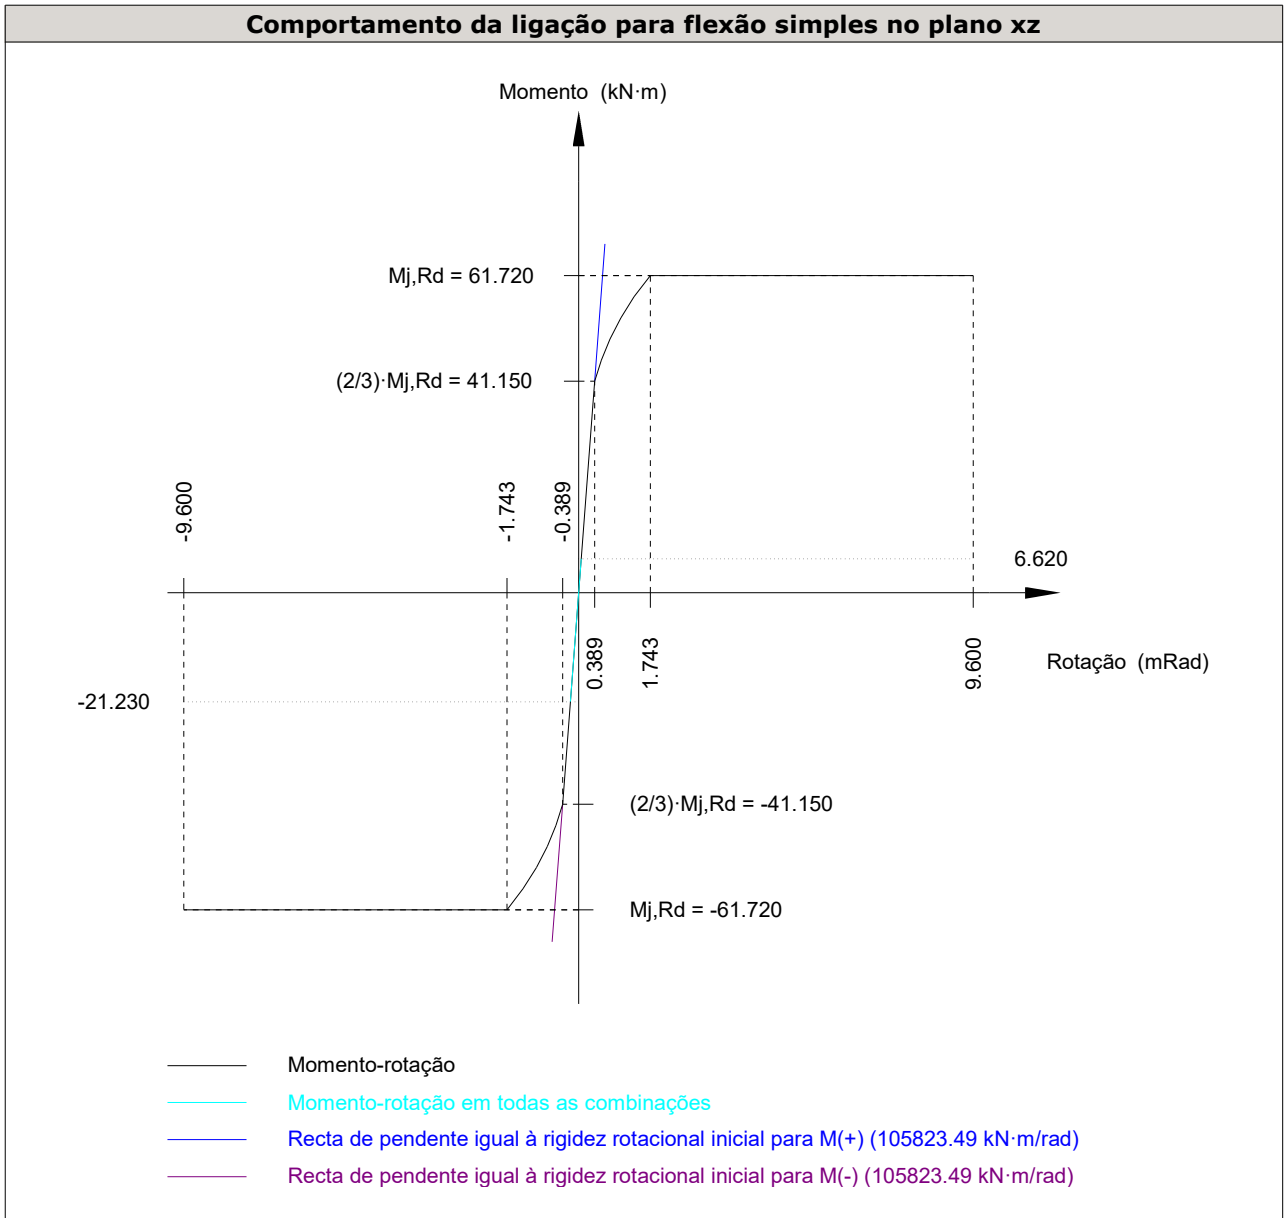 Comportamento da ligação para flexão simples no plano xz
Momento (kN·m)
Mj,Rd = 61.720
(2/3)·Mj,Rd = 41.150
-9.600
-1.743
-0.389
6.620
0.389
1.743
9.600
Rotação (mRad)
-21.230
(2/3)·Mj,Rd = -41.150
Mj,Rd = -61.720
Momento-rotação
Momento-rotação em todas as combinações
Recta de pendente igual à rigidez rotacional inicial para M(+) (105823.49 kN·m/rad)
Recta de pendente igual à rigidez rotacional inicial para M(-) (105823.49 kN·m/rad)